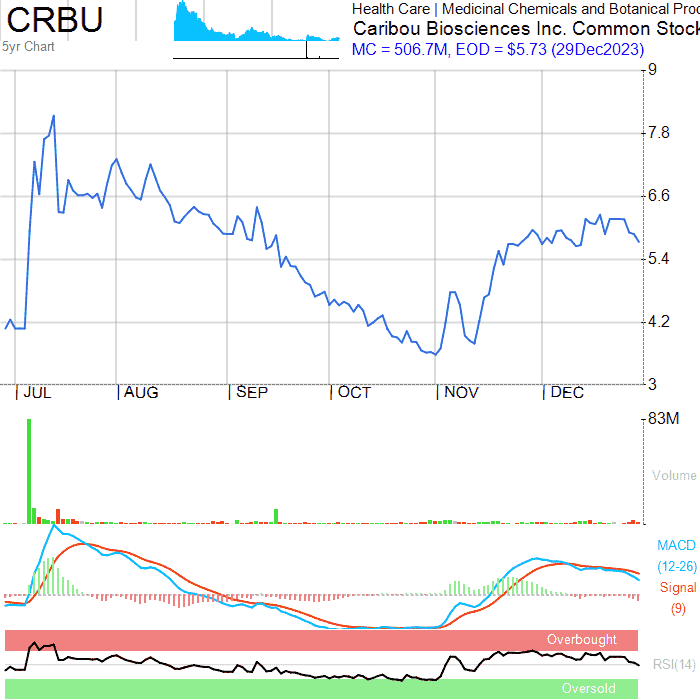 CRBU
5yr Chart
Health Care | Medicinal Chemicals and Botanical Prod
Caribou Biosciences Inc. Common Stock
MC = 506.7M, EOD = $5.73 (29Dec2023)
9
7.8
6.6
5.4
4.2
3
| JUL | AUG | SEP | OCT | NOV | DEC
83M
Volume
MACD
(12-26)
Signal
(9)
Overbought
RSI(14)
Oversold